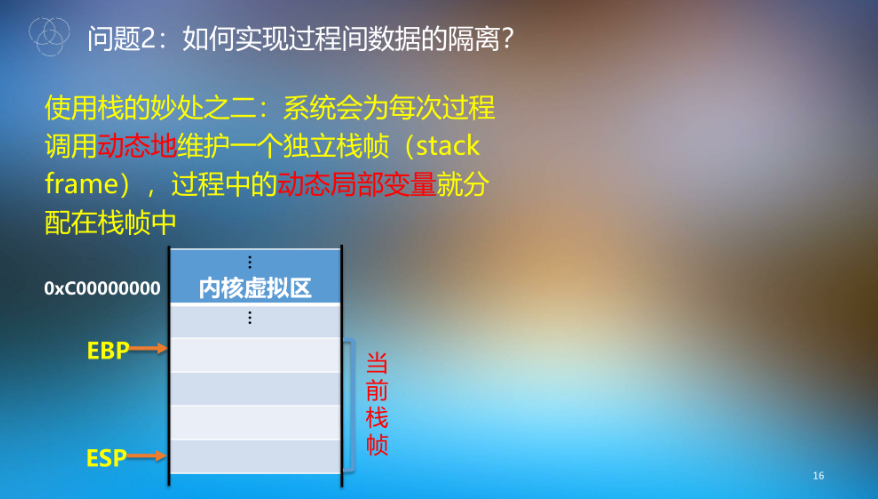 问题2：如何实现过程间数据的隔离？
使用栈的妙处之二：系统会为每次过程
调用动态地维护一个独立栈帧（stack
frame），过程中的动态局部变量就分
配在栈帧中
⋮
0xC00000000
内核虚拟区
⋮
EBP
当
前
栈
帧
ESP
16